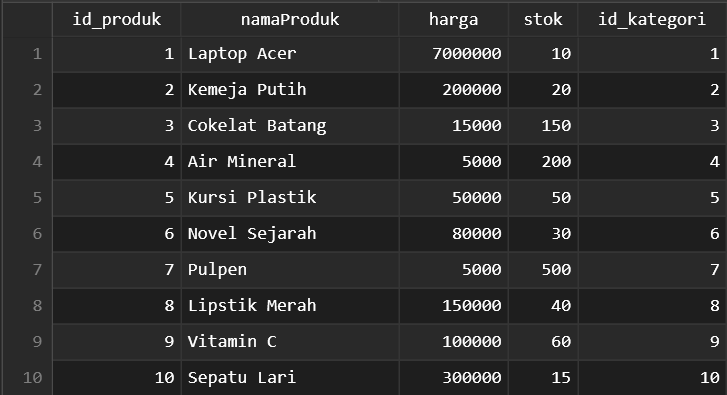 id_produk namaProduk harga stok id_kategori
1 1 Laptop Acer 7000000 10 1
2 2 Kemeja Putih 200000 20 2
3 3 Cokelat Batang 15000 150 3
4 4 Air Mineral 5000 200 4
5 5 Kursi Plastik 50000 50 5
6 6 Novel Sejarah 80000 30 6
7 7 Pulpen 5000 500 7
8 8 Lipstik Merah 150000 40 8
9 9 Vitamin C 100000 60 9
10 10 Sepatu Lari 300000 15 10